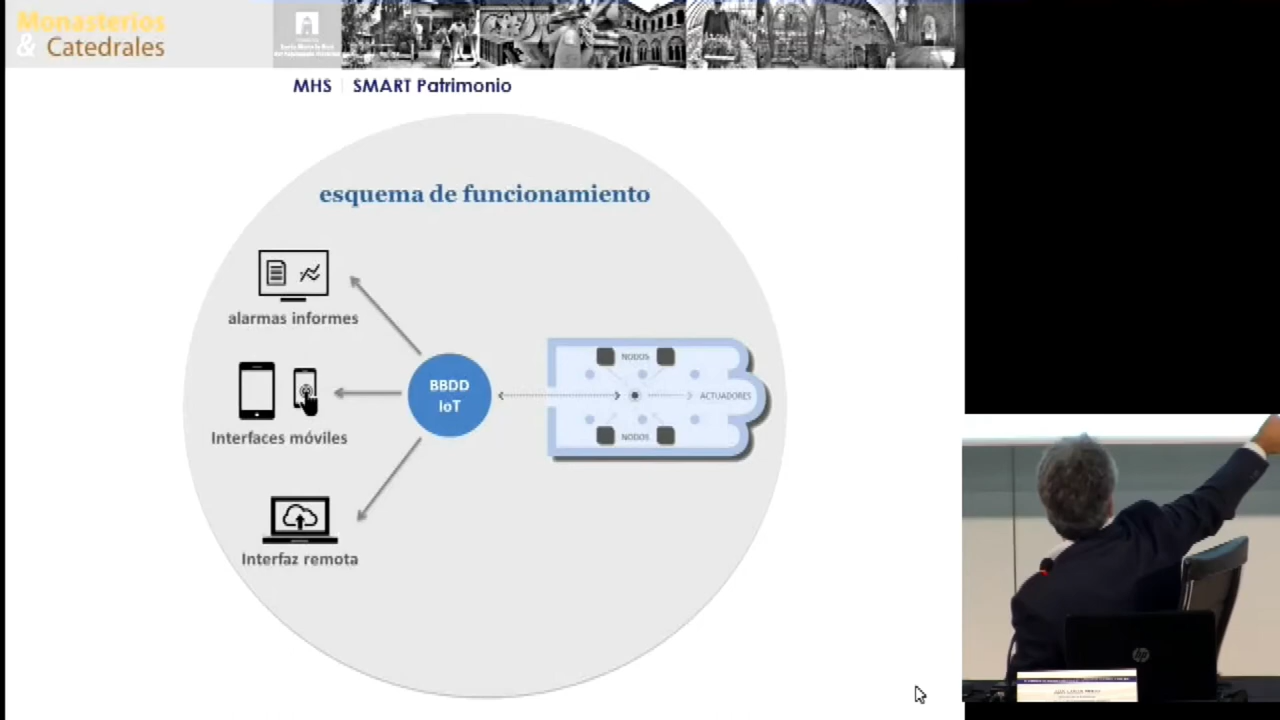 Monasterios
& Catedrales
MHS SMART Patrimonio
esquema de funcionamiento
alarmas informes
Interfaces móviles
Interfaz remota
BBDD
IoT
NODOS
ACTUADORES
NODOS
hp